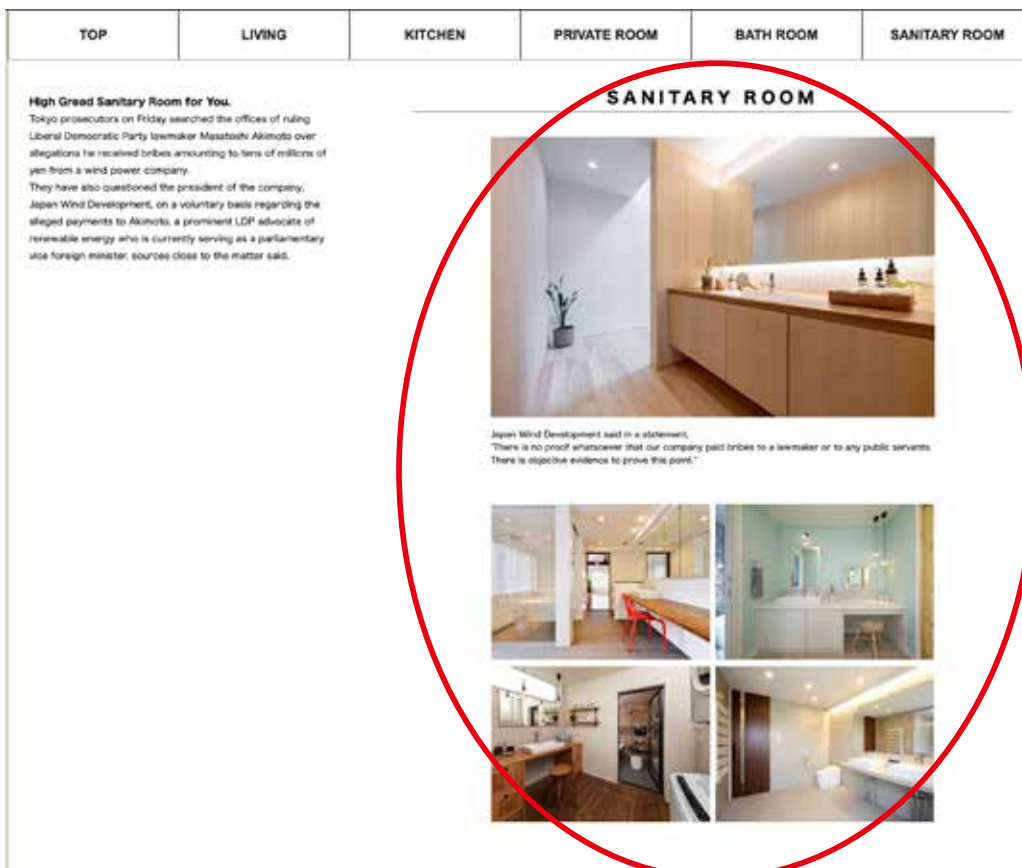 TOP
LIVING
KITCHEN
PRIVATE ROOM
BATH ROOM
SANITARY ROOM
High Greed Sanitary Room for You.
Tokyo prosecutors on Friday searched the offices of ruling
Liberal Democratic Party lawmaker Masatoshi Akimoto over
allegations he received bribes amounting to tens of millions of
yen from a wind power company.
They have also questioned the president of the company,
Japan Wind Development, on a voluntary basis regarding the
alleged payments to Akimoto, a prominent LDP advocate of
renewable energy who is currently serving as a parliamentary
vice foreign minister, sources close to the matter said.
SANITARY ROOM
Japan Wind Development said in a statement,
"There is no proof whatsoever that our company paid bribes to a lawmaker or to any public servants.
There is objective evidence to prove this point."